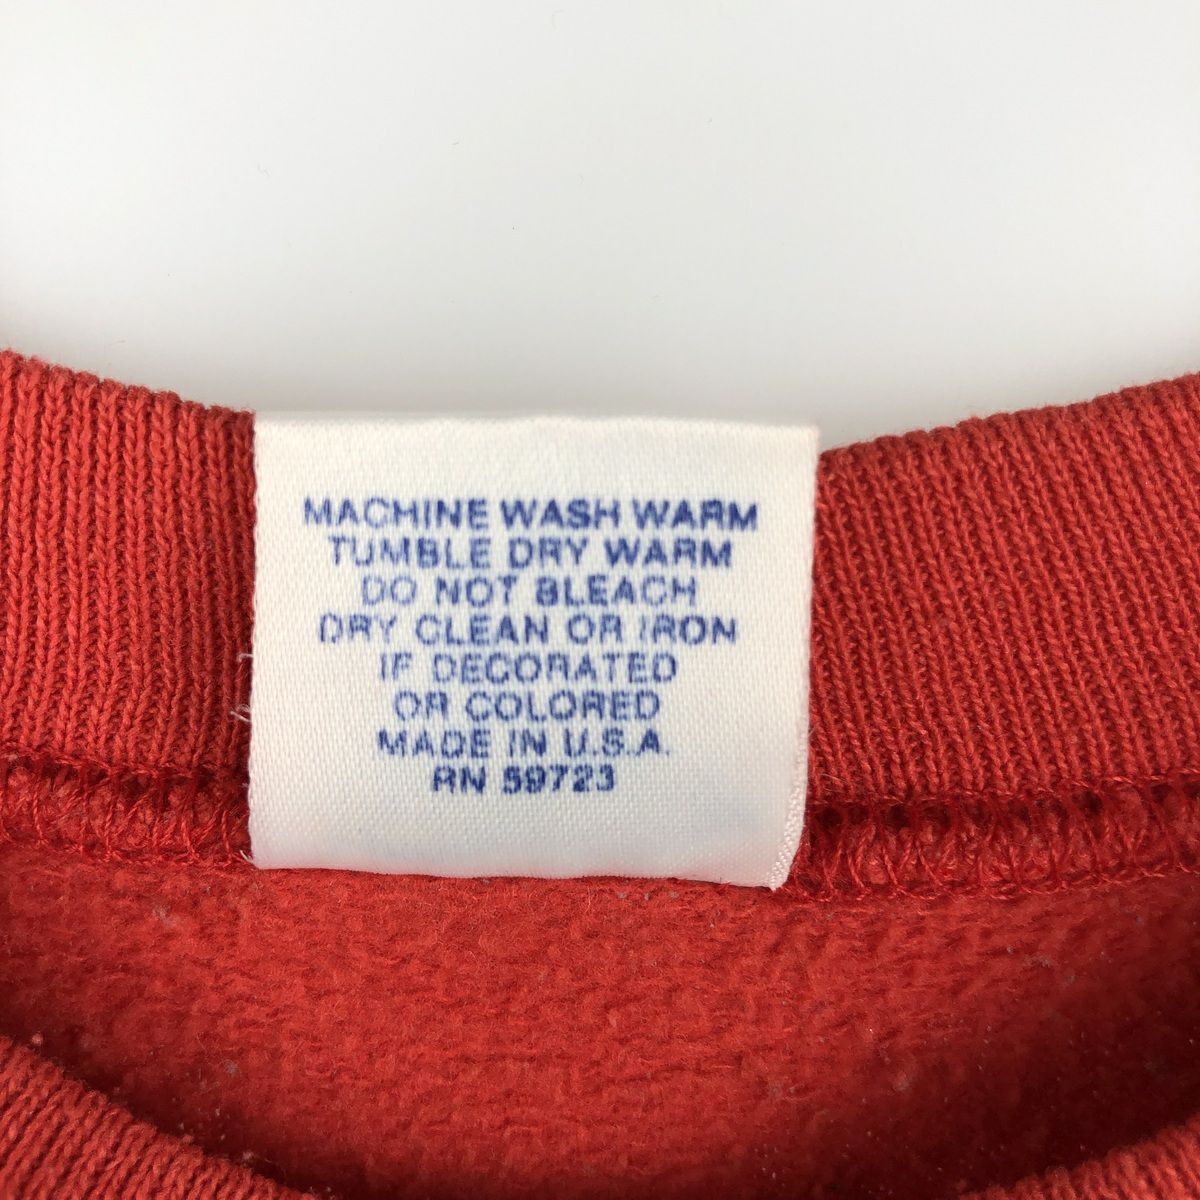 MACHINE WASH WARM
TUMBLE DRY WARM
DO NOT BLEACH
DRY CLEAN OR IRON
IF DECORATED
OR COLORED
MADE IN U.S.A.
RN 59723